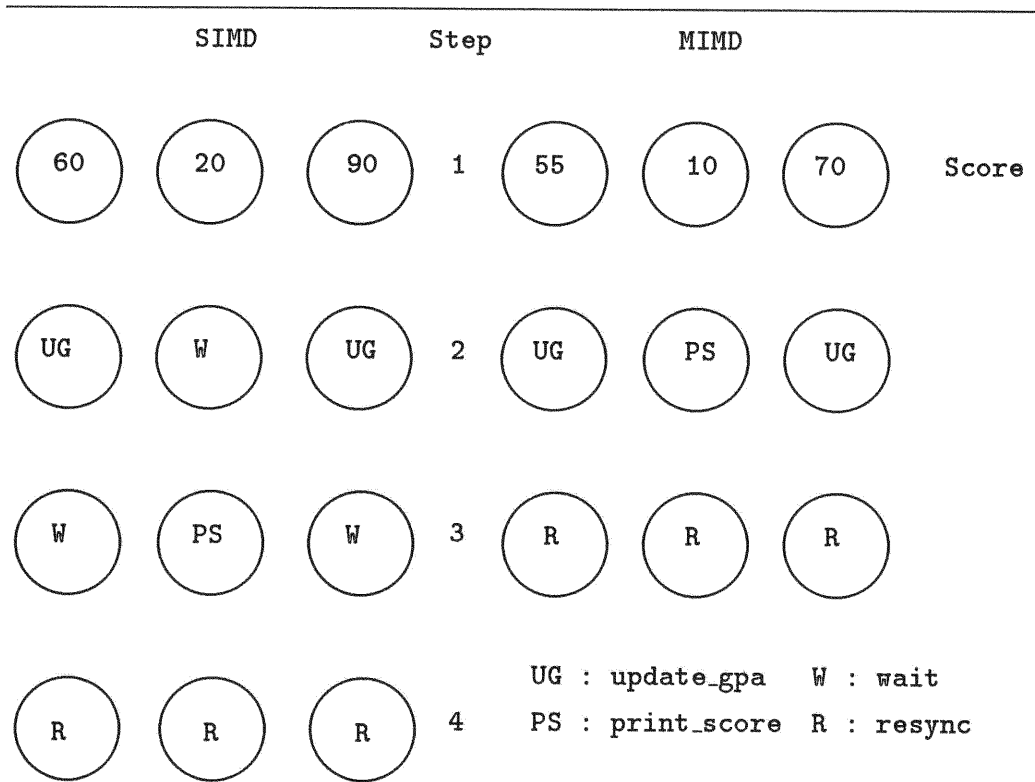 SIMD Step MIMD
60 20 90 1 55 10 70 Score
UG W UG 2 UG PS UG
W PS W 3 R R R
UG : update_gpa W : wait
R R R 4 PS : print_score R : resync